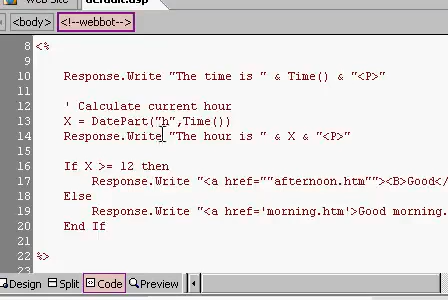 Web Site default.asp
<body> <!--webbot-->
8 <%
9
10 Response.Write "The time is " & Time() & "<P>"
11
12 ' Calculate current hour
13 X = DatePart("h",Time())
14 Response.Write "The hour is " & X & "<P>"
15
16 If X >= 12 then
17 Response.Write "<a href=""afternoon.htm""><B>Good</
18 Else
19 Response.Write "<a href='morning.htm'>Good morning.
20 End If
21
22 %>
23
Design Split Code Preview